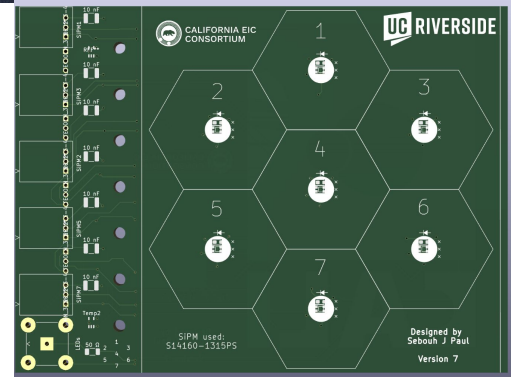 CALIFORNIA EIC
CONSORTIUM
UC RIVERSIDE
1
2
3
4
5
6
7
SiPM used:
S14160-1315PS
Designed by
Sebouh J Paul
Version 7
10 nF
SiPM1
10 nF
SiPM3
10 nF
10 nF
SiPM2
10 nF
SiPM5
10 nF
SiPM7
Temp2
LEDs
50 Ω
1
2 3
4
5 6
7